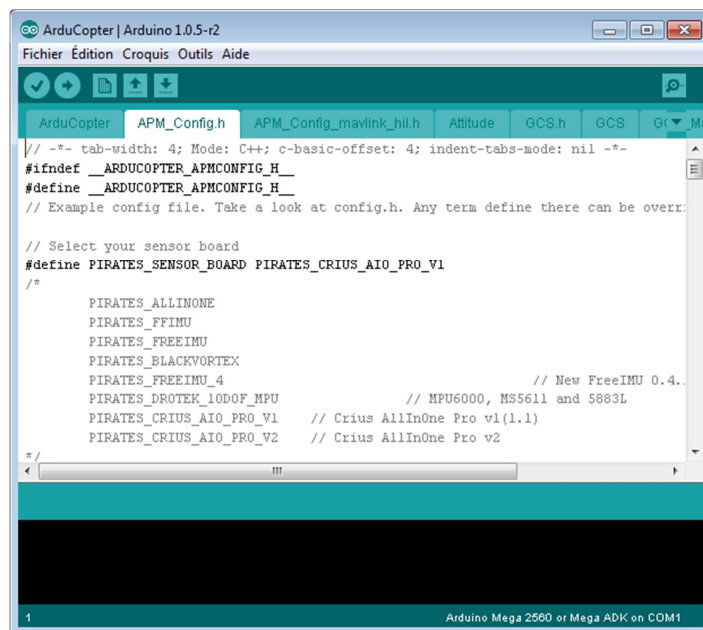 ArduCopter | Arduino 1.0.5-r2
Fichier Édition Croquis Outils Aide
ArduCopter APM_Config.h APM_Config_mavlink_hil.h Attitude GCS.h GCS
// -*- tab-width: 4; Mode: C++; c-basic-offset: 4; indent-tabs-mode: nil -*-
#ifndef __ARDUCOPTER_APMCONFIG_H__
#define __ARDUCOPTER_APMCONFIG_H__
// Example config file. Take a look at config.h. Any term define there can be overri
// Select your sensor board
#define PIRATES_SENSOR_BOARD PIRATES_CRIUS_AIO_PRO_V1
/*
PIRATES_ALLINONE
PIRATES_FFIMU
PIRATES_FREEIMU
PIRATES_BLACKVORTEX
PIRATES_FREEIMU_4 // New FreeIMU 0.4.
PIRATES_DROTEK_10DOF_MPU // MPU6000, MS5611 and 5883L
PIRATES_CRIUS_AIO_PRO_V1 // Crius AllInOne Pro v1(1.1)
PIRATES_CRIUS_AIO_PRO_V2 // Crius AllInOne Pro v2
*/
1 Arduino Mega 2560 or Mega ADK on COM1